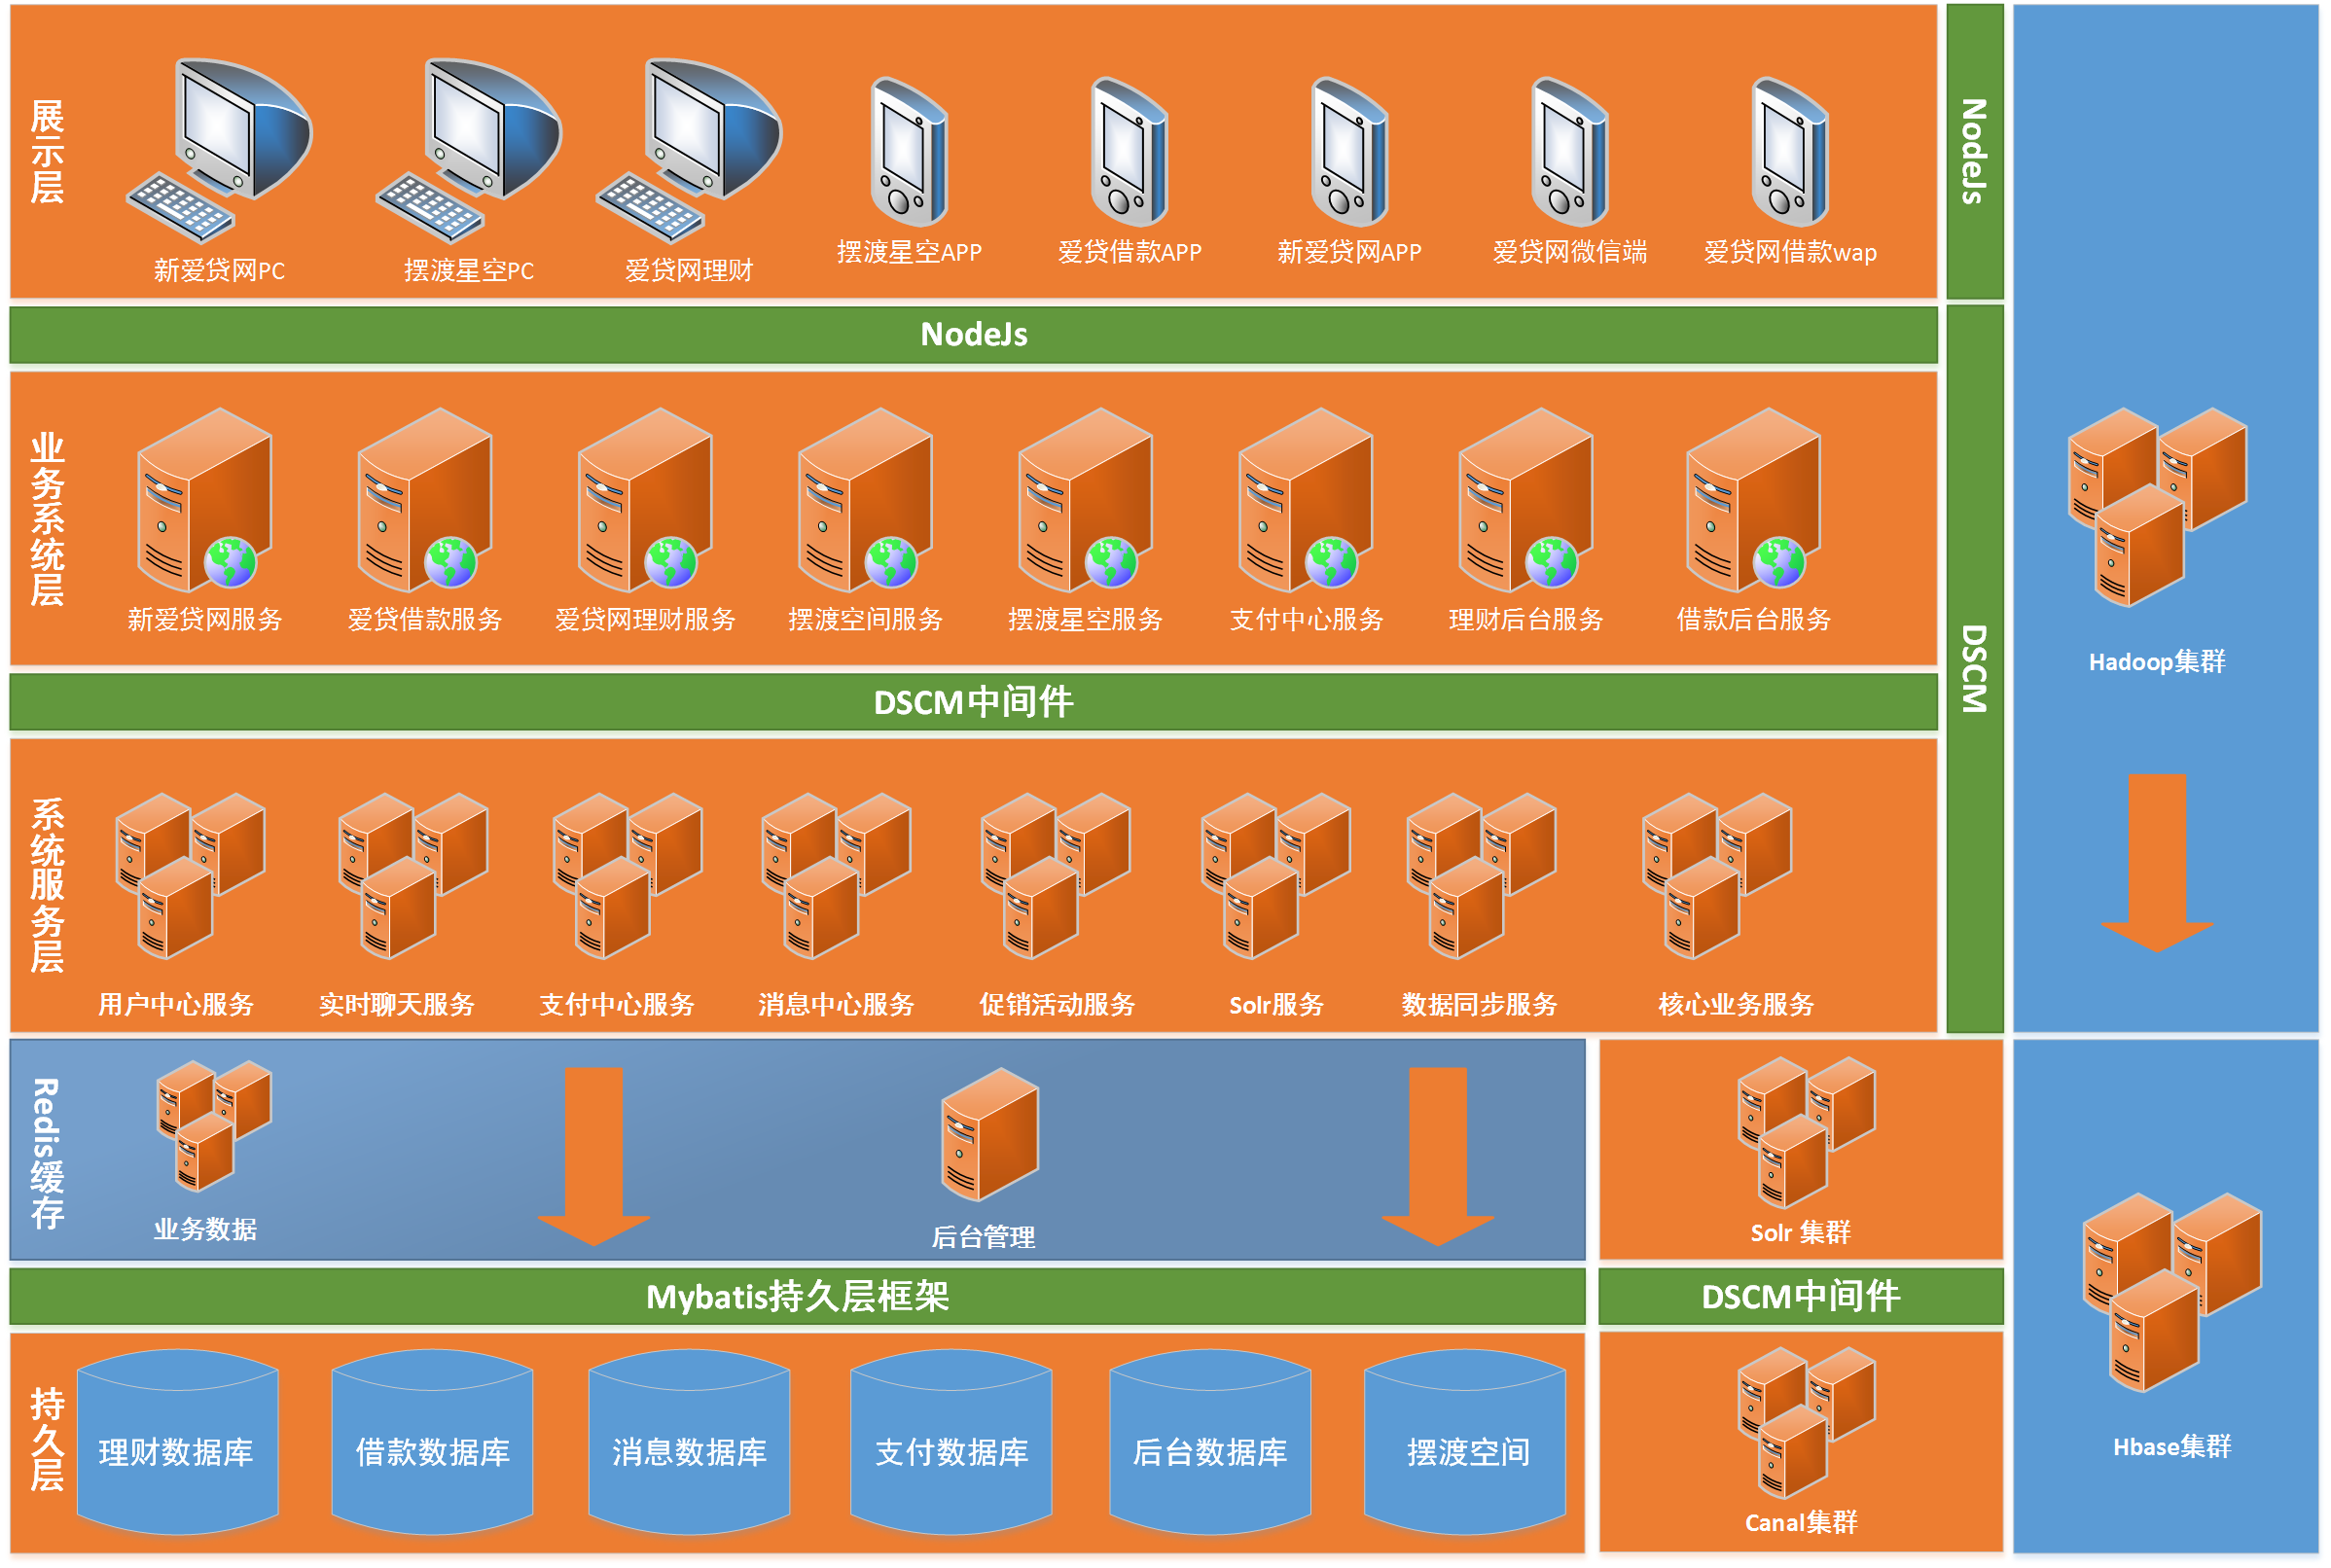 展示层
新爱贷网PC
摆渡星空PC
爱贷网理财
摆渡星空APP
爱贷借款APP
新爱贷网APP
爱贷网微信端
爱贷网借款wap
NodeJs
NodeJs
业务系统层
新爱贷网服务
爱贷借款服务
爱贷网理财服务
摆渡空间服务
摆渡星空服务
支付中心服务
理财后台服务
借款后台服务
DSCM
Hadoop集群
DSCM中间件
系统服务层
用户中心服务
实时聊天服务
支付中心服务
消息中心服务
促销活动服务
Solr服务
数据同步服务
核心业务服务
Redis缓存
业务数据
后台管理
Solr 集群
Mybatis持久层框架
DSCM中间件
持久层
理财数据库
借款数据库
消息数据库
支付数据库
后台数据库
摆渡空间
Canal集群
Hbase集群